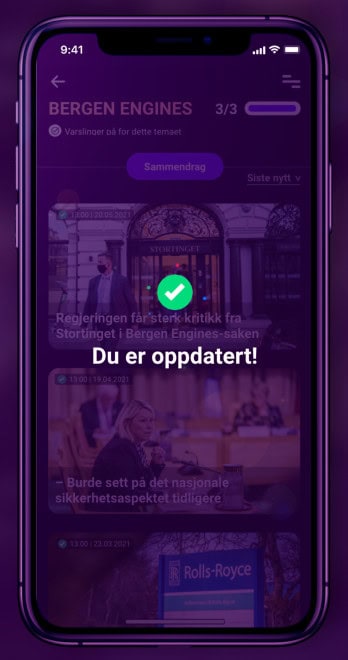 9:41
BERGEN ENGINES 3/3
Varslinger på for dette temaet
Sammendrag
Siste nytt
13:00 | 20.05.2021
STORTINGET
Regjeringen får sterk kritikk fra
Stortinget i Bergen Engines-saken
Du er oppdatert!
13:00 | 19.04.2021
– Burde sett på det nasjonale
sikkerhetsaspektet tidligere
13:00 | 23.03.2021
Rolls-Royce